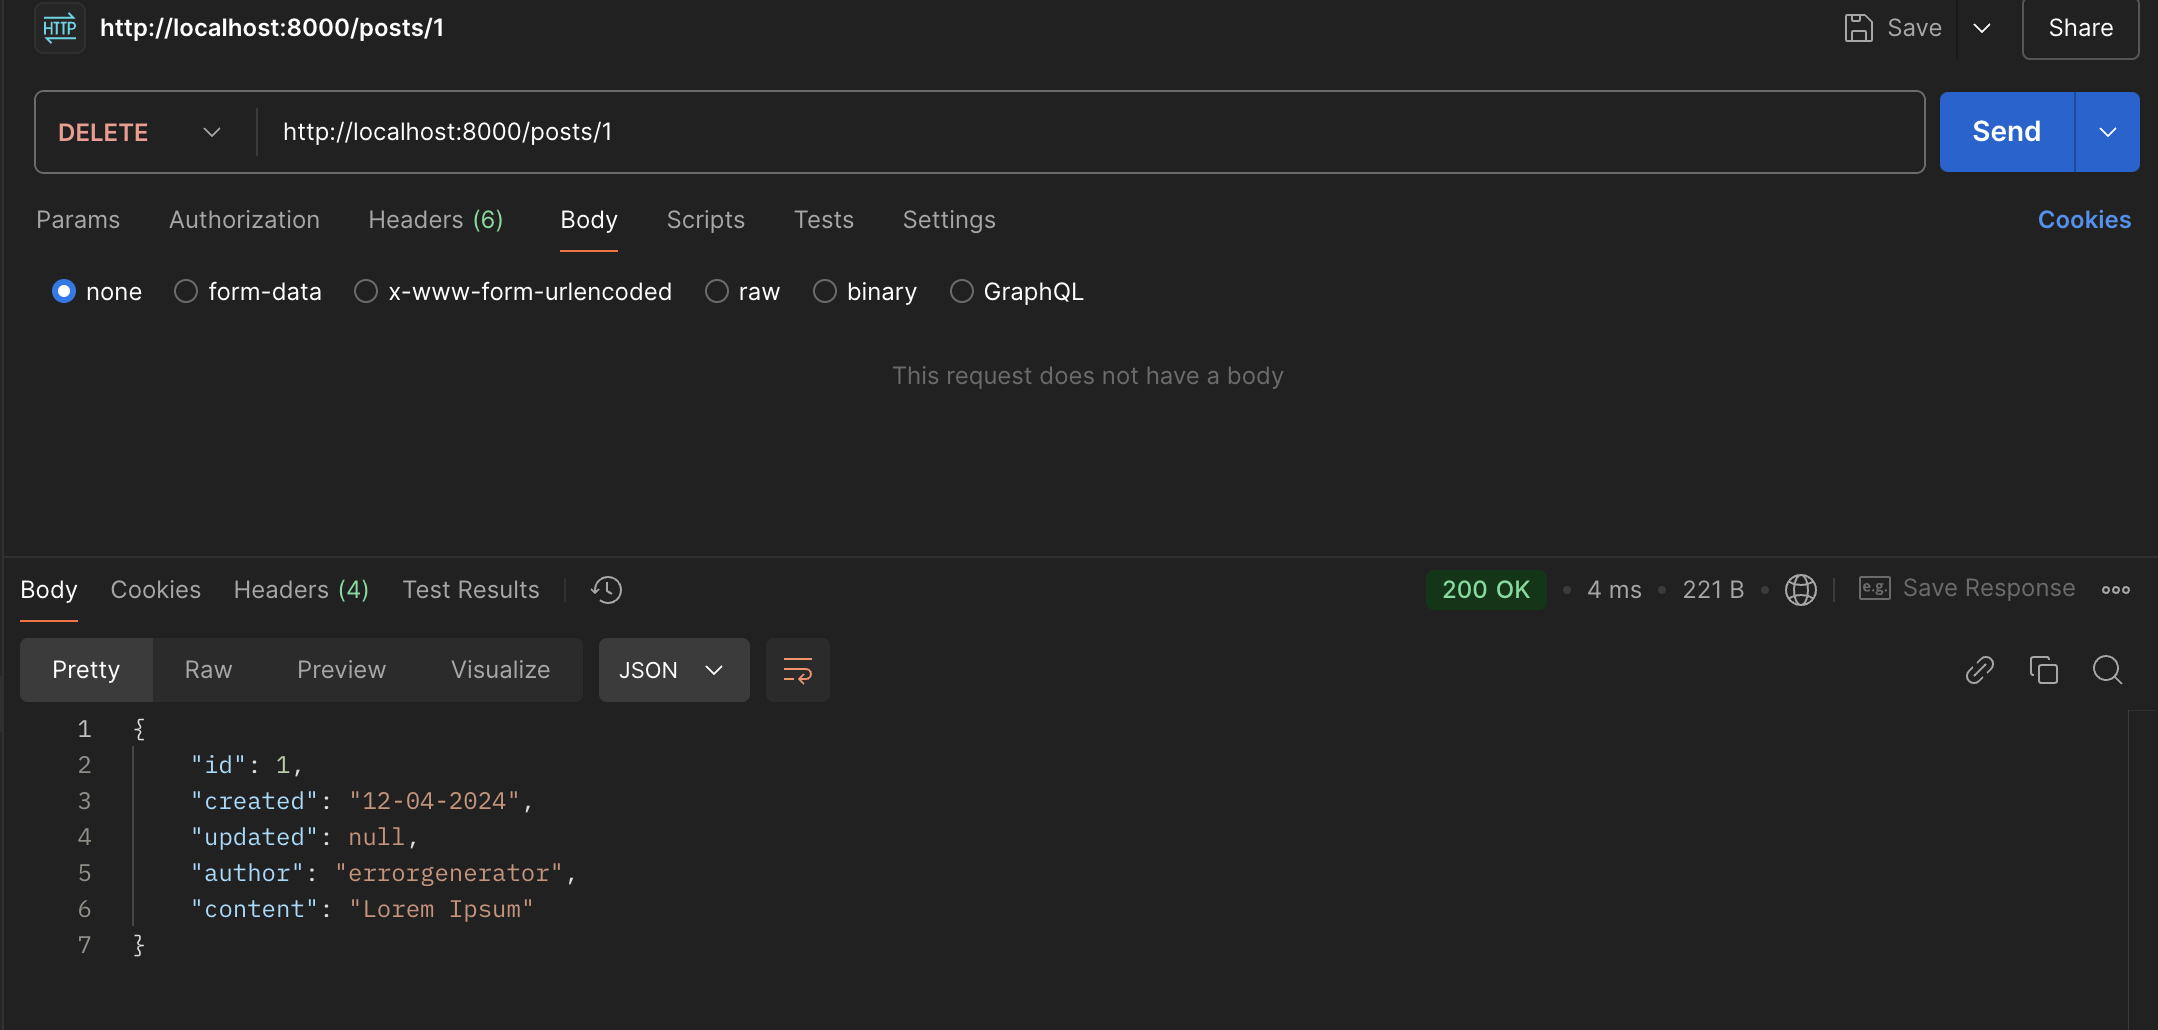 HTTP http://localhost:8000/posts/1 Save Share
DELETE http://localhost:8000/posts/1 Send
Params Authorization Headers (6) Body Scripts Tests Settings Cookies
none form-data x-www-form-urlencoded raw binary GraphQL
This request does not have a body
Body Cookies Headers (4) Test Results 200 OK • 4 ms • 221 B • e.g. Save Response
Pretty Raw Preview Visualize JSON
1 {
2 "id": 1,
3 "created": "12-04-2024",
4 "updated": null,
5 "author": "errorgenerator",
6 "content": "Lorem Ipsum"
7 }